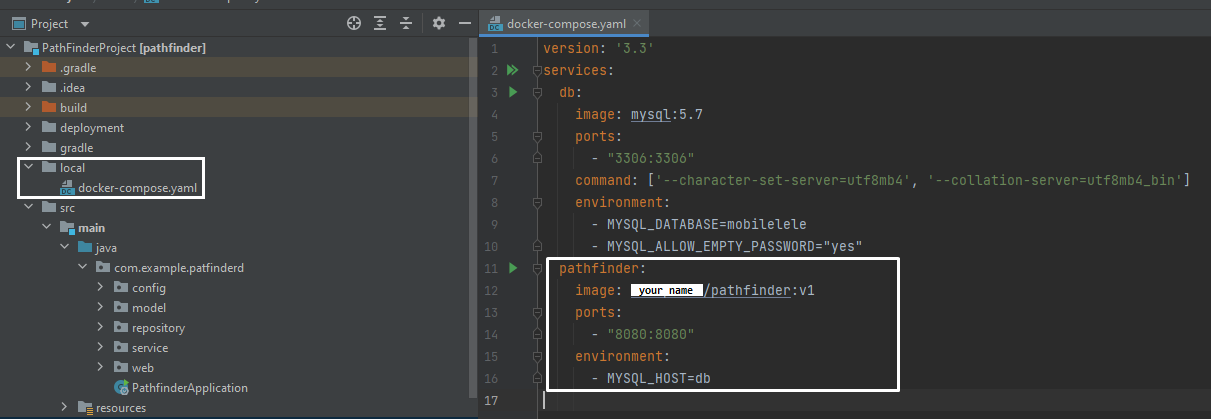 Project
PathFinderProject [pathfinder]
.gradle
.idea
build
deployment
gradle
local
docker-compose.yaml
src
main
java
com.example.patfinderd
config
model
repository
service
web
PathfinderApplication
resources
docker-compose.yaml
1 version: '3.3'
2 services:
3 db:
4 image: mysql:5.7
5 ports:
6 - "3306:3306"
7 command: ['--character-set-server=utf8mb4', '--collation-server=utf8mb4_bin']
8 environment:
9 - MYSQL_DATABASE=mobilelele
10 - MYSQL_ALLOW_EMPTY_PASSWORD="yes"
11 pathfinder:
12 image: your name/pathfinder:v1
13 ports:
14 - "8080:8080"
15 environment:
16 - MYSQL_HOST=db
17